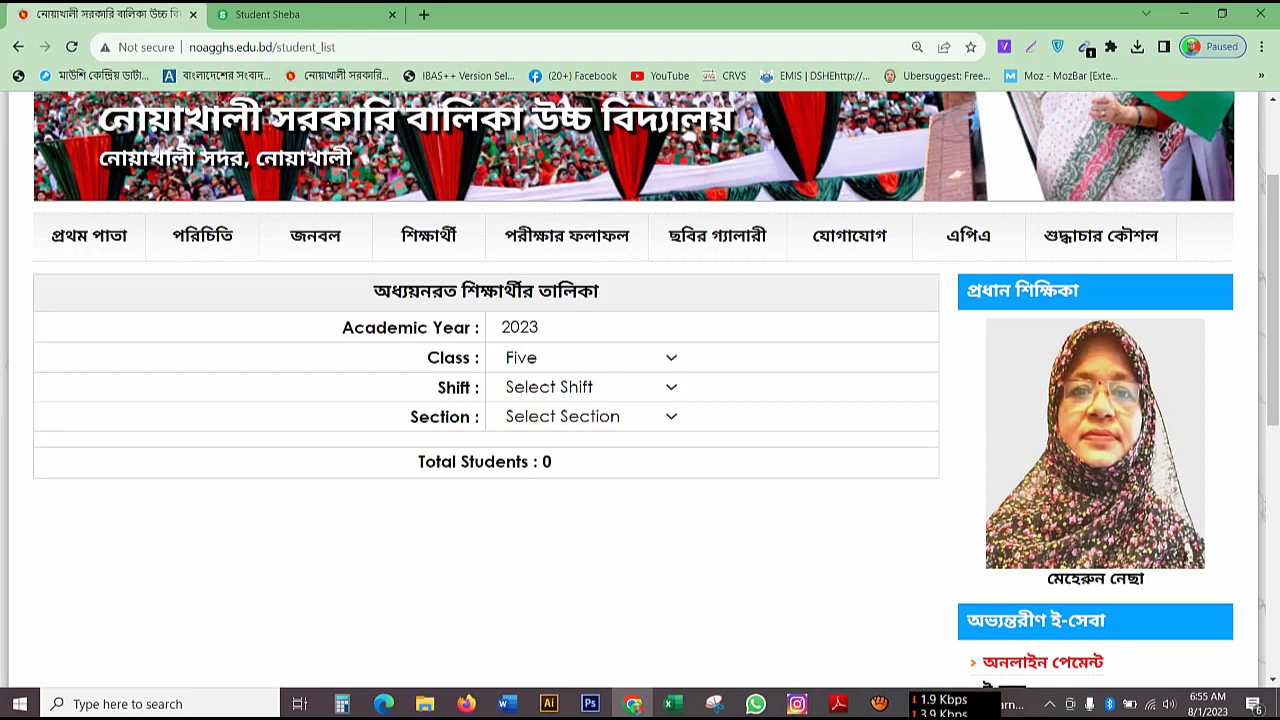 নোয়াখালী সরকারি বালিকা উচ্চ বি
Student Sheba
Not secure | noagghs.edu.bd/student_list
Paused
মাউশি কেন্দ্রিয় ডাটা...
বাংলাদেশের সংবাদ...
নোয়াখালী সরকারি...
IBAS++ Version Sel...
(20+) Facebook
YouTube
CRVS
EMIS | DSHEhttp://...
Ubersuggest: Free...
Moz - MozBar [Exte...
»
নোয়াখালী সরকারি বালিকা উচ্চ বিদ্যালয়
নোয়াখালী সদর, নোয়াখালী
প্রথম পাতা
পরিচিতি
জনবল
শিক্ষার্থী
পরীক্ষার ফলাফল
ছবির গ্যালারী
যোগাযোগ
এপিএ
শুদ্ধাচার কৌশল
অধ্যয়নরত শিক্ষার্থীর তালিকা
Academic Year : 2023
Class : Five
Shift : Select Shift
Section : Select Section
Total Students : 0
প্রধান শিক্ষিকা
মেহেরুন নেছা
অভ্যন্তরীণ ই-সেবা
› অনলাইন পেমেন্ট
Type here to search
1.9 Kbps
3.9 Kbps
6:55 AM
8/1/2023
6